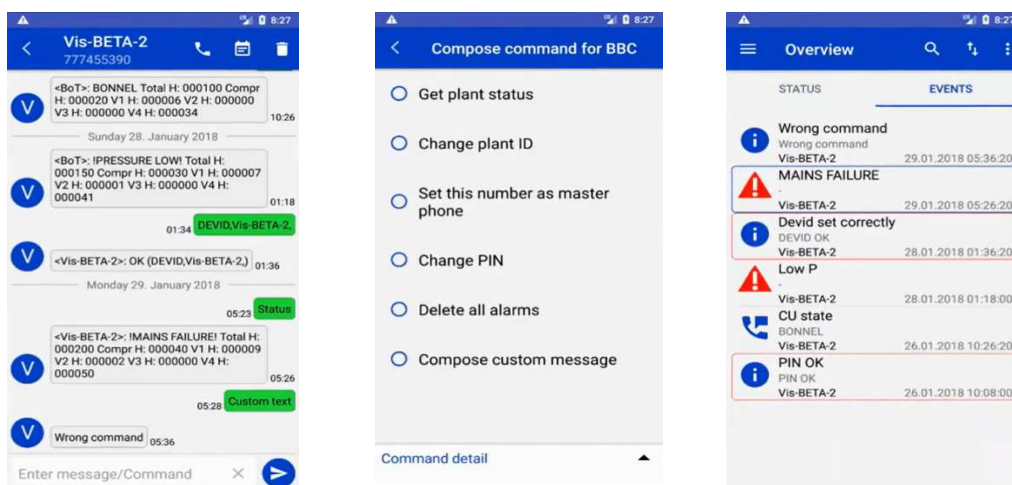 8:27
Vis-BETA-2
777455390
<BoT>: BONNEL Total H: 000100 Compr
H: 000020 V1 H: 000006 V2 H: 000000
V3 H: 000000 V4 H: 000034
10:26
Sunday 28. January 2018
<BoT>: !PRESSURE LOW! Total H:
000150 Compr H: 000030 V1 H: 000007
V2 H: 000001 V3 H: 000000 V4 H:
000041
01:18
01:34 DEVID,Vis-BETA-2,
<Vis-BETA-2>: OK (DEVID,Vis-BETA-2,) 01:36
Monday 29. January 2018
05:23 Status
<Vis-BETA-2>: !MAINS FAILURE! Total H:
000200 Compr H: 000040 V1 H: 000009
V2 H: 000002 V3 H: 000000 V4 H:
000050
05:26
05:28 Custom text
Wrong command 05:36
V
V
V
V
V
Enter message/Command
8:27
Compose command for BBC
Get plant status
Change plant ID
Set this number as master
phone
Change PIN
Delete all alarms
Compose custom message
Command detail
8:27
Overview
STATUS EVENTS
Wrong command
Wrong command
Vis-BETA-2 29.01.2018 05:36:20
MAINS FAILURE
-
Vis-BETA-2 29.01.2018 05:26:20
Devid set correctly
DEVID OK
Vis-BETA-2 28.01.2018 01:36:20
Low P
-
Vis-BETA-2 28.01.2018 01:18:00
CU state
BONNEL
Vis-BETA-2 26.01.2018 10:26:20
PIN OK
PIN OK
Vis-BETA-2 26.01.2018 10:08:00